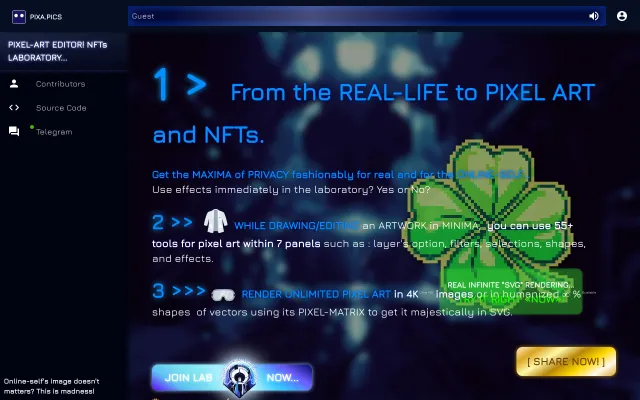 PIXA.PICS
Guest
PIXEL-ART EDITOR! NFTs
LABORATORY...
Contributors
Source Code
Telegram
1 > From the REAL-LIFE to PIXEL ART
and NFTs.
Get the MAXIMA of PRIVACY fashionably for real and for the ONLINE-SELF.
Use effects immediately in the laboratory? Yes or No?
2 >> WHILE DRAWING/EDITING an ARTWORK in MINIMA, you can use 55+
tools for pixel art within 7 panels such as : layer's option, filters, selections, shapes,
and effects.
REAL INFINITE "SVG" RENDERING...
3 >>> RENDER UNLIMITED PIXEL ART in 4K images or in humanized ∞ %
shapes of vectors using its PIXEL-MATRIX to get it majestically in SVG.
[ SHARE NOW! ]
JOIN LAB NOW...
Online-self's image doesn't
matters? This is madness!